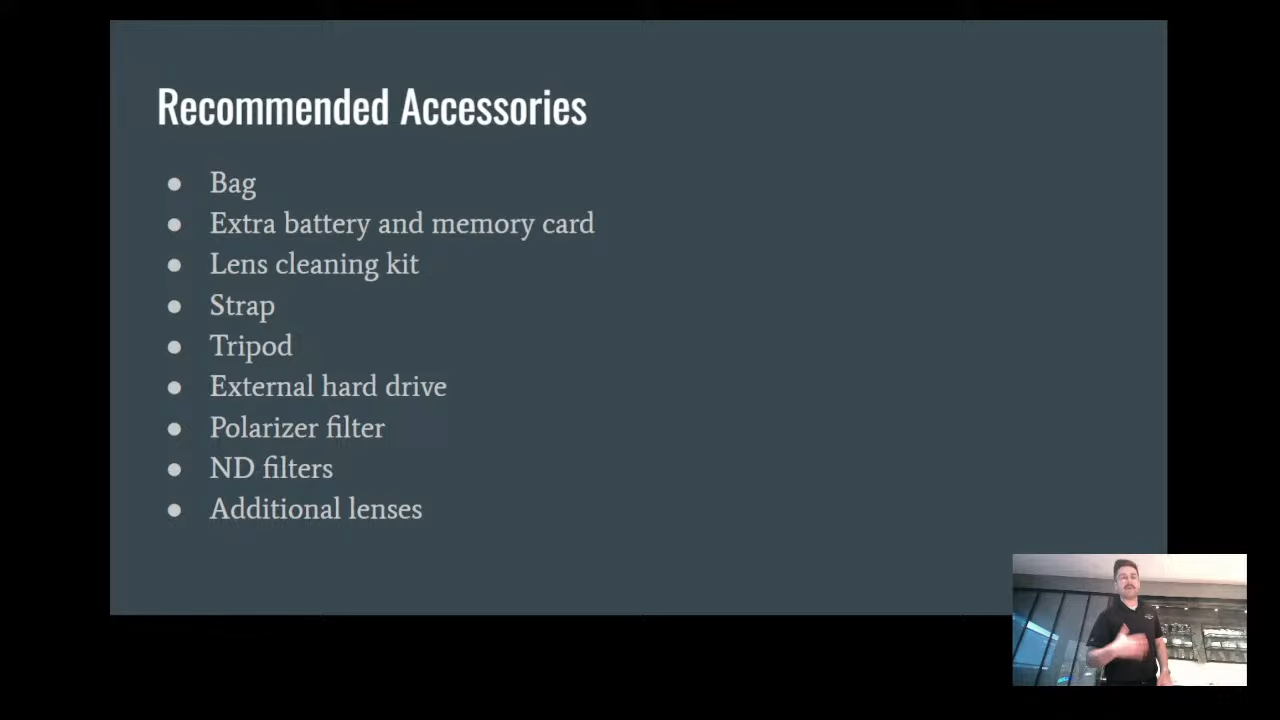 Recommended Accessories
● Bag
● Extra battery and memory card
● Lens cleaning kit
● Strap
● Tripod
● External hard drive
● Polarizer filter
● ND filters
● Additional lenses